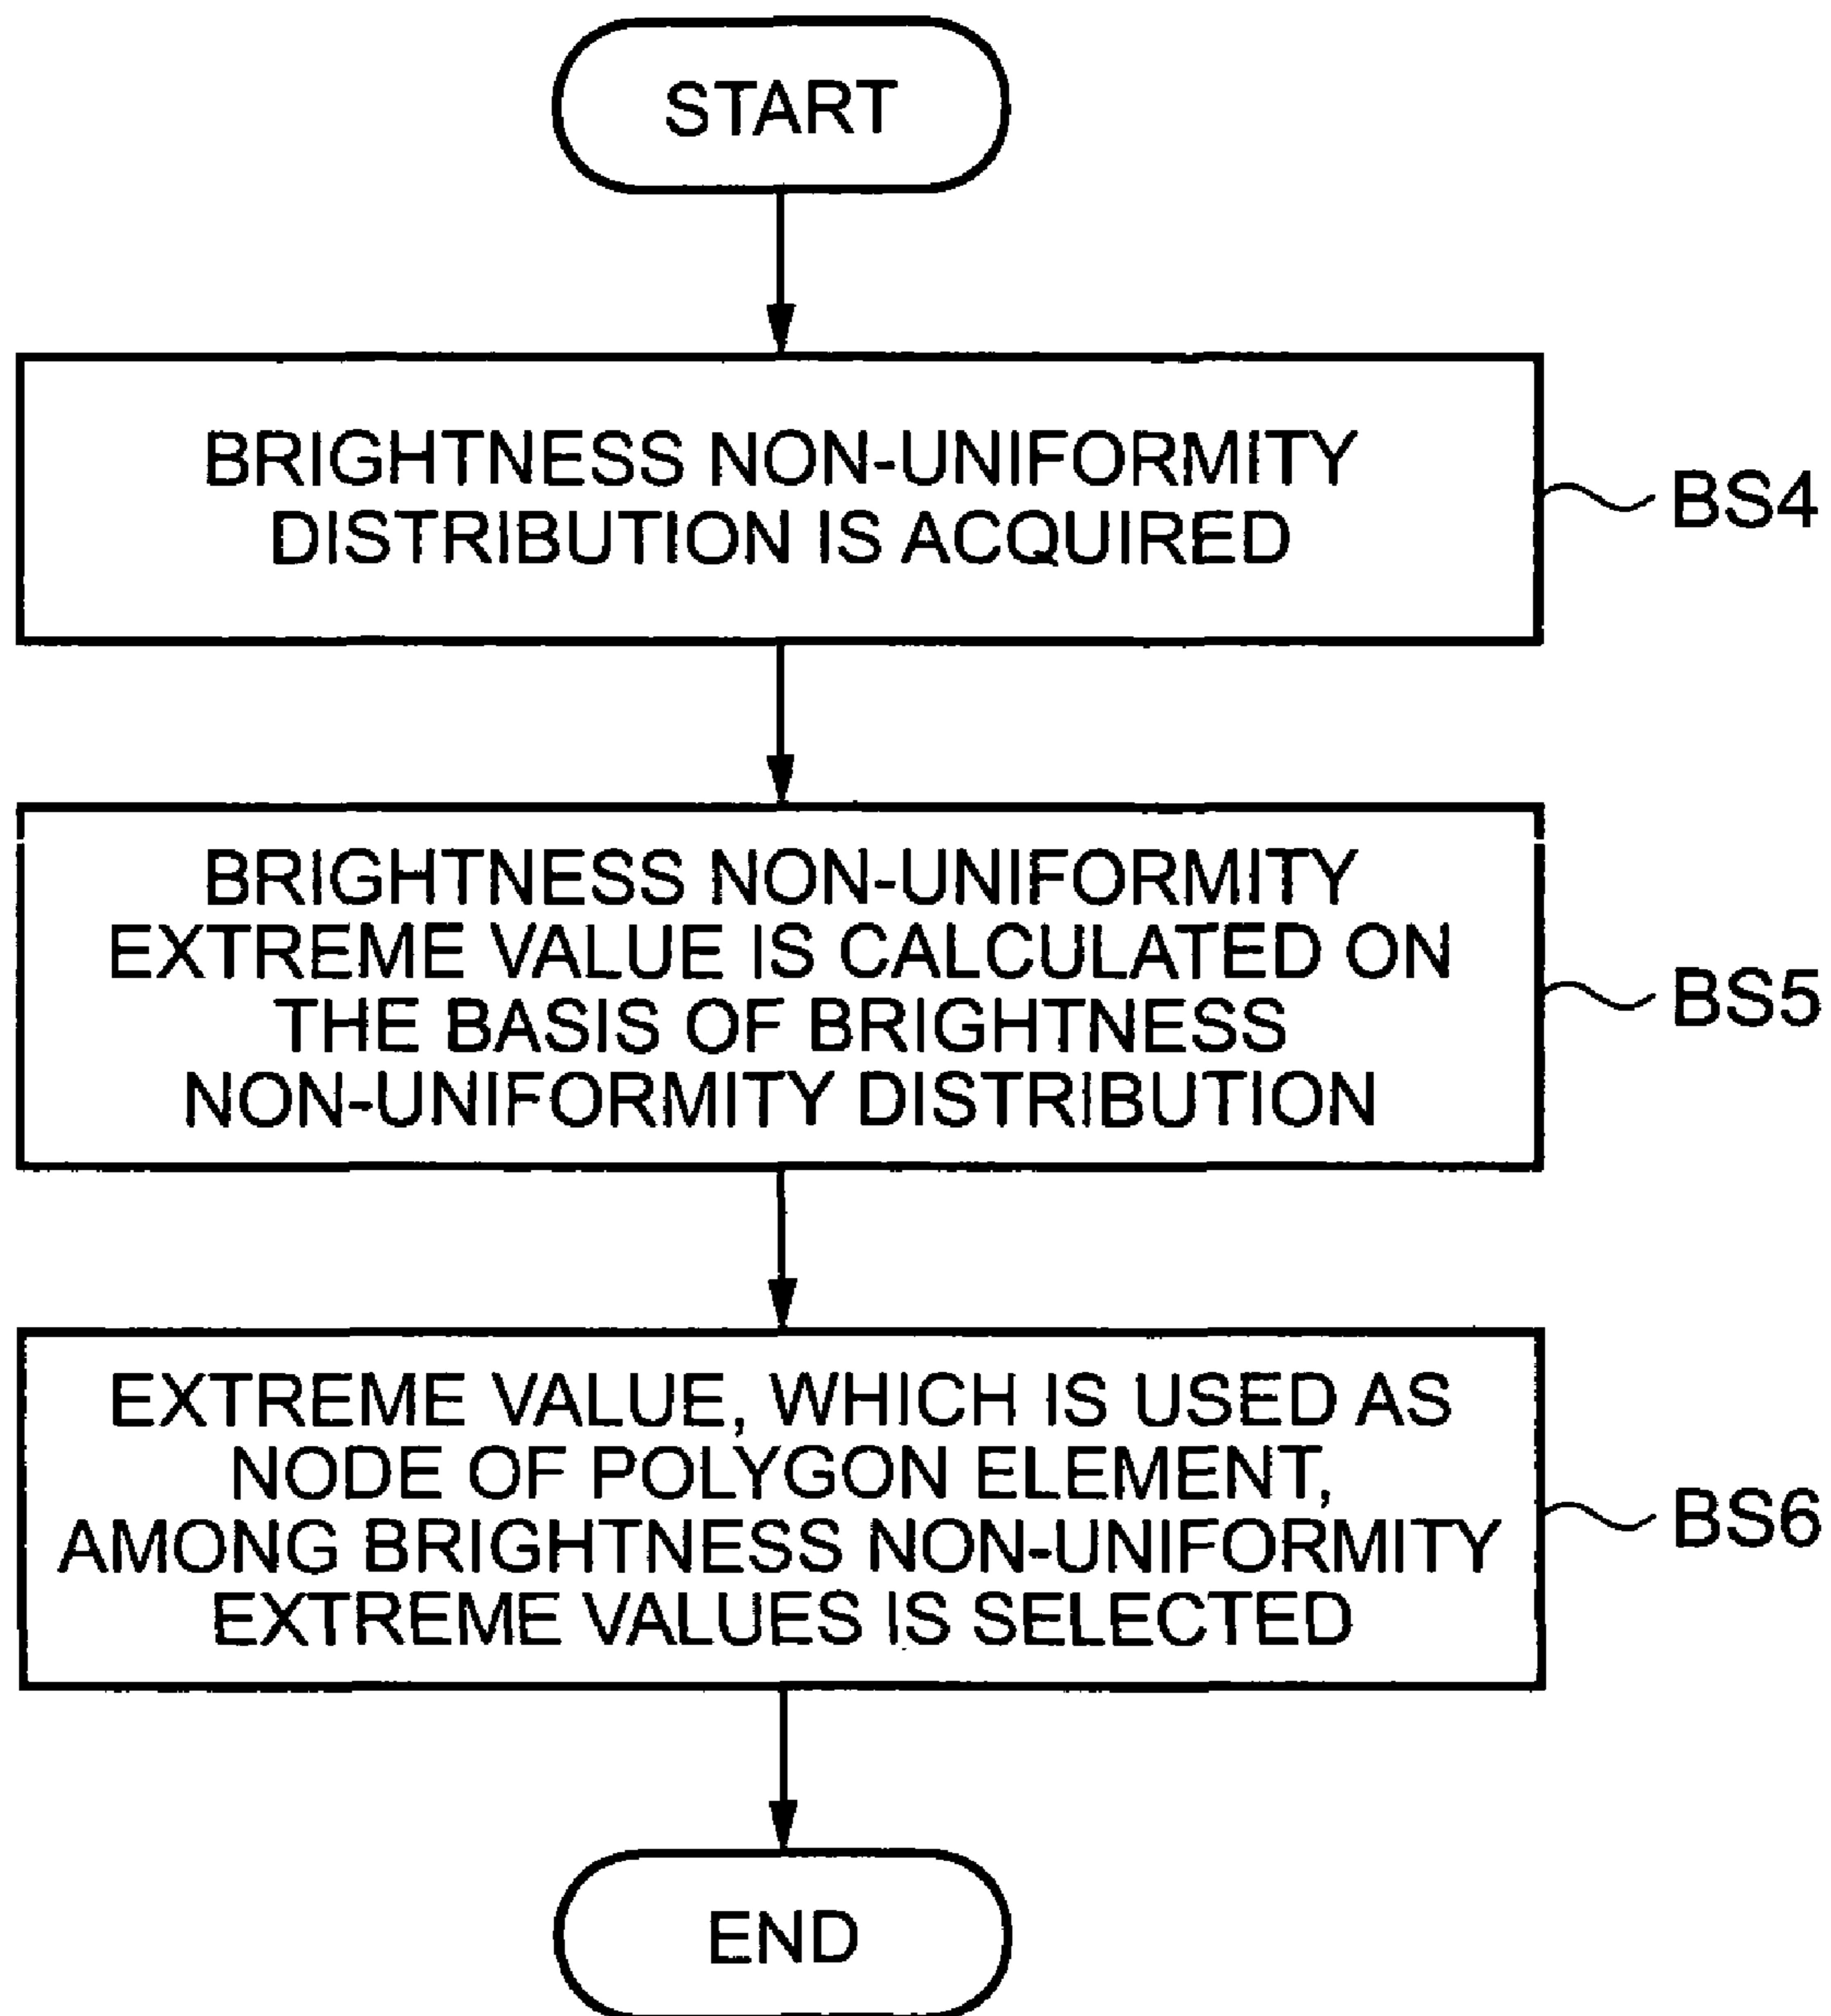 START
BRIGHTNESS NON-UNIFORMITY
DISTRIBUTION IS ACQUIRED
BS4
BRIGHTNESS NON-UNIFORMITY
EXTREME VALUE IS CALCULATED ON
THE BASIS OF BRIGHTNESS
NON-UNIFORMITY DISTRIBUTION
BS5
EXTREME VALUE, WHICH IS USED AS
NODE OF POLYGON ELEMENT,
AMONG BRIGHTNESS NON-UNIFORMITY
EXTREME VALUES IS SELECTED
BS6
END